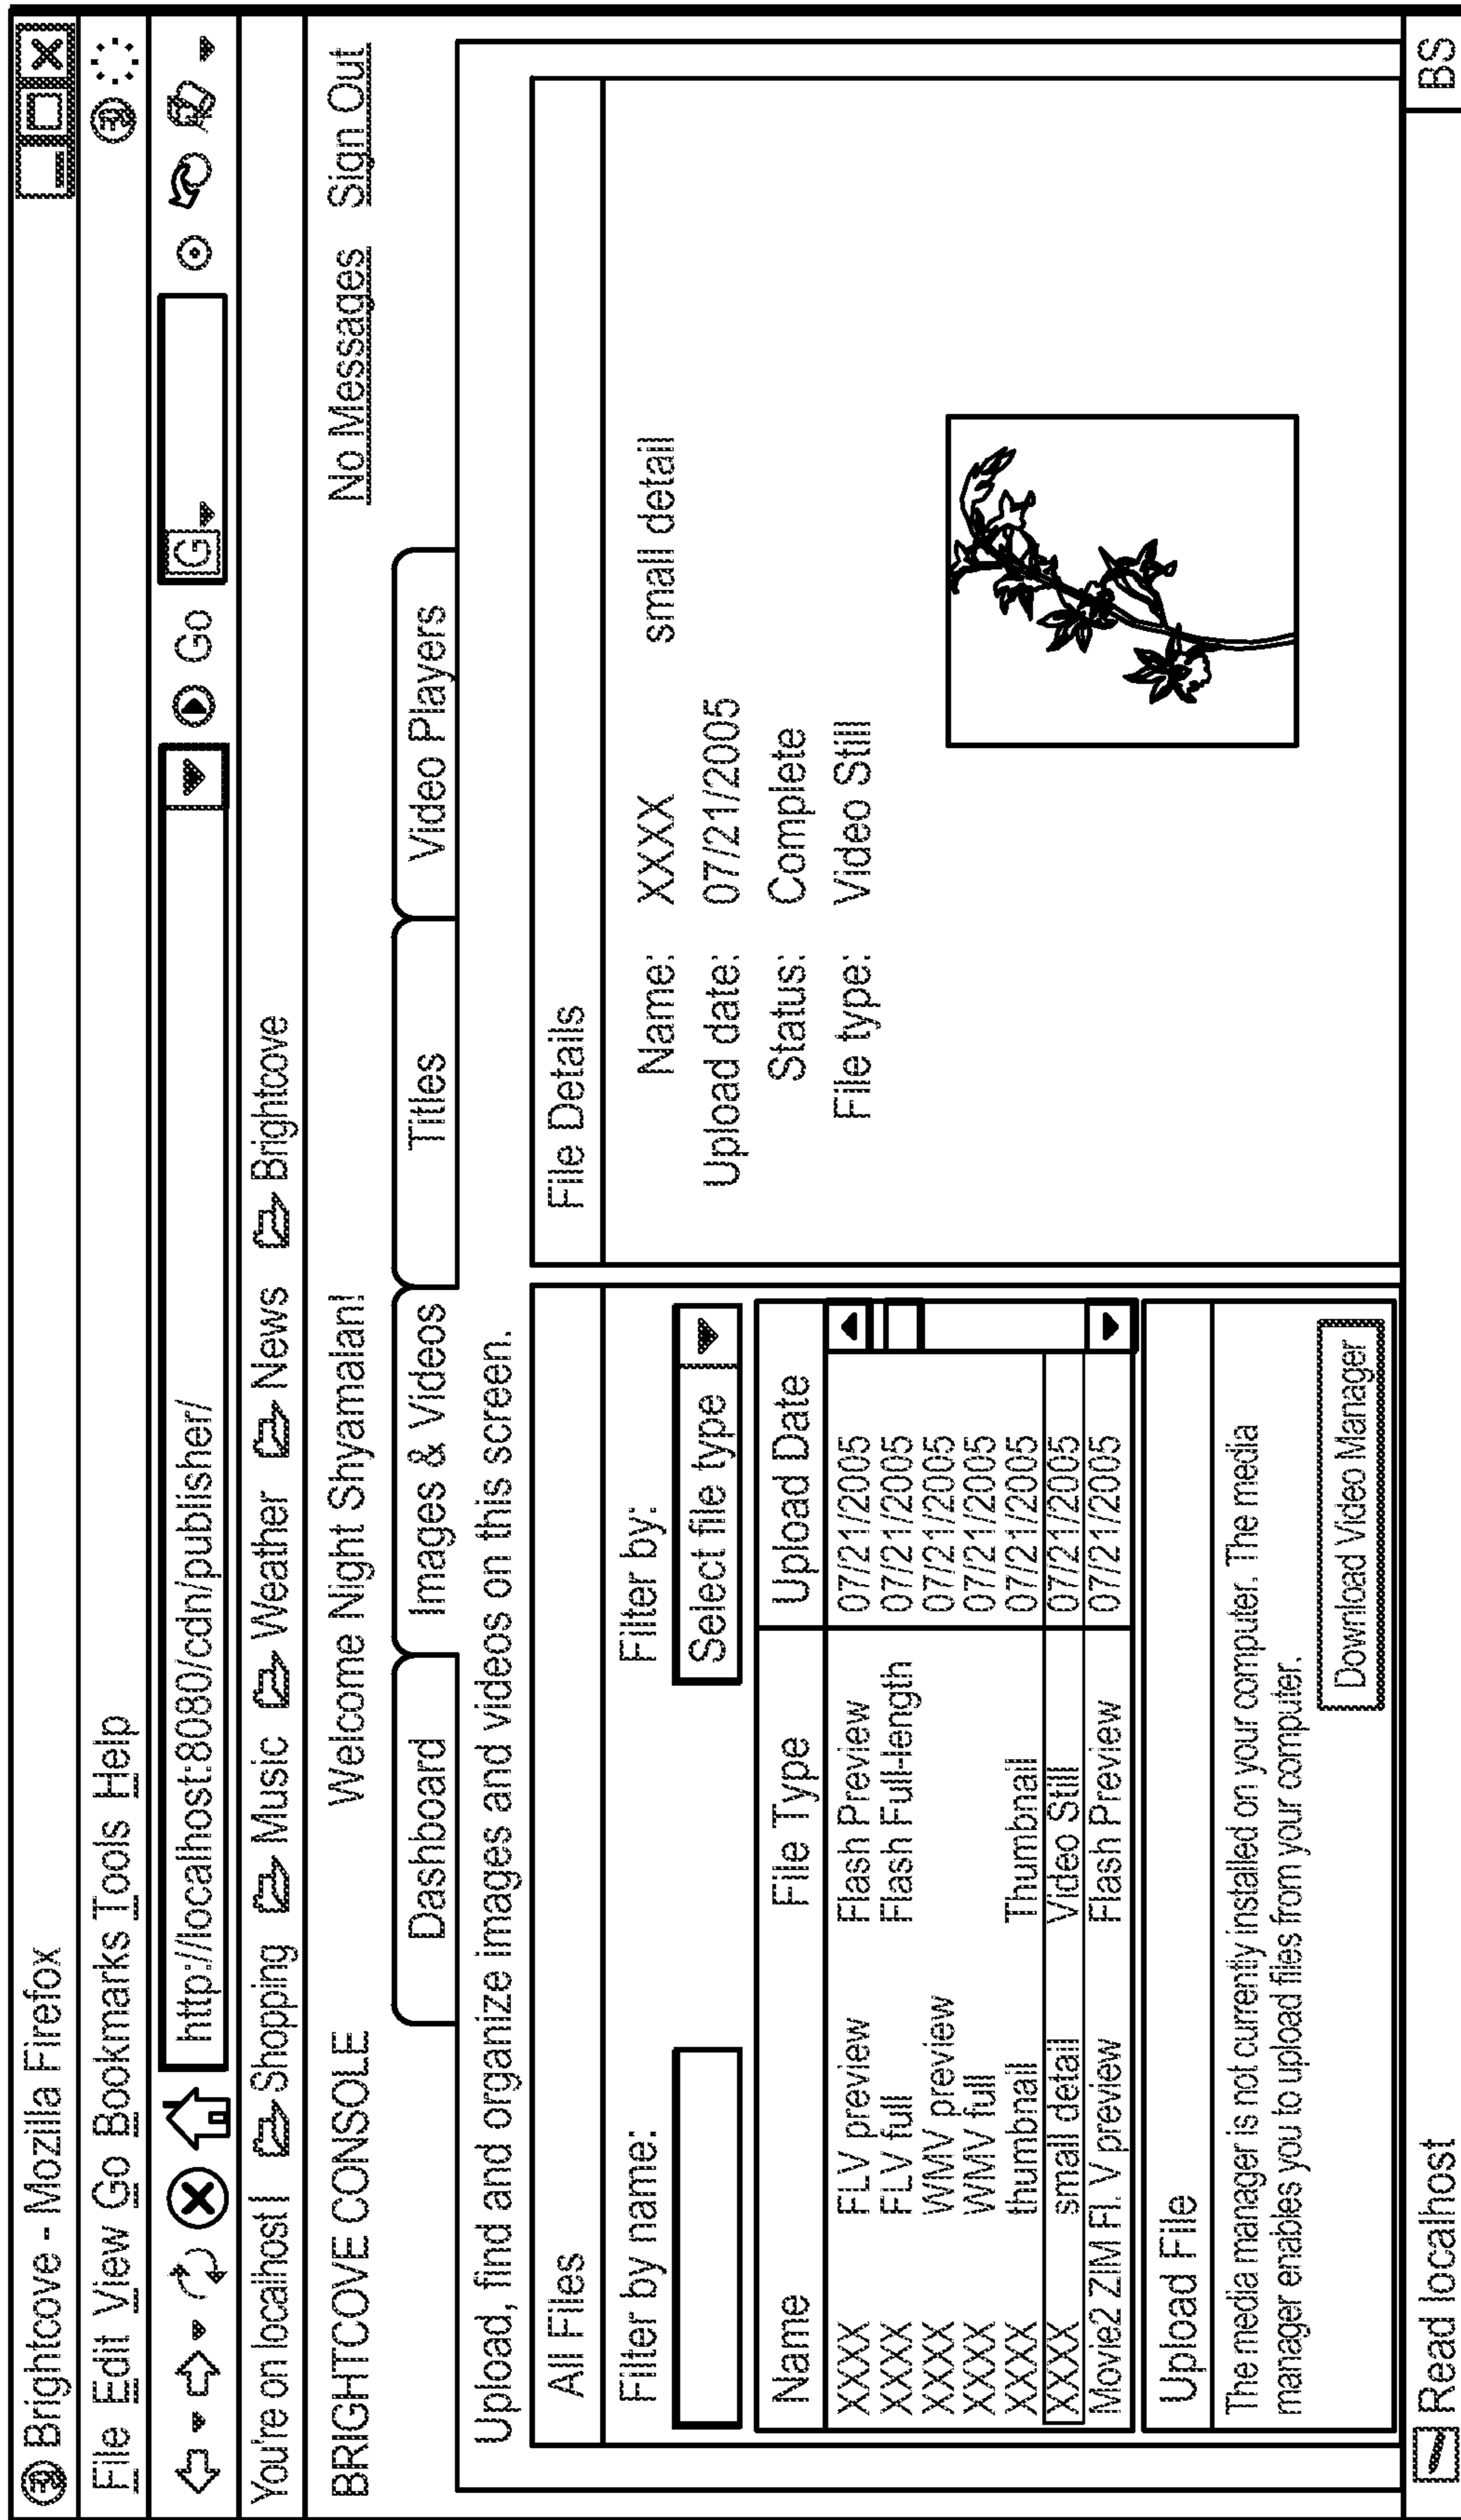 Brightcove - Mozilla Firefox
File Edit View Go Bookmarks Tools Help
http://localhost:8080/cdn/publisher/ Go G
You're on localhost Shopping Music Weather News Brightcove
BRIGHTCOVE CONSOLE Welcome Night Shyamalan! No Messages Sign Out
Dashboard Images & Videos Titles Video Players
Upload, find and organize images and videos on this screen.
All Files
Filter by name: Filter by:
Select file type
Name File Type Upload Date
XXXX FLV preview Flash Preview 07/21/2005
XXXX FLV full Flash Full-length 07/21/2005
XXXX WMV preview 07/21/2005
XXXX WMV full 07/21/2005
XXXX thumbnail Thumbnail 07/21/2005
XXXX small detail Video Still 07/21/2005
Movie2 ZIM FI. V preview Flash Preview 07/21/2005
Upload File
The media manager is not currently installed on your computer. The media
manager enables you to upload files from your computer.
Download Video Manager
File Details
Name: XXXX small detail
Upload date: 07/21/2005
Status: Complete
File type: Video Still
Read localhost BS